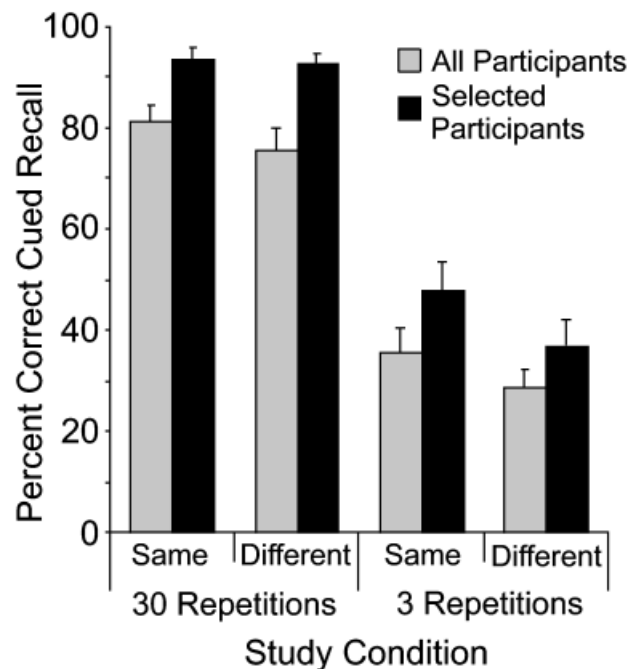 Percent Correct Cued Recall
100
80
60
40
20
0
All Participants
Selected
Participants
Same
Different
Same
Different
30 Repetitions
3 Repetitions
Study Condition